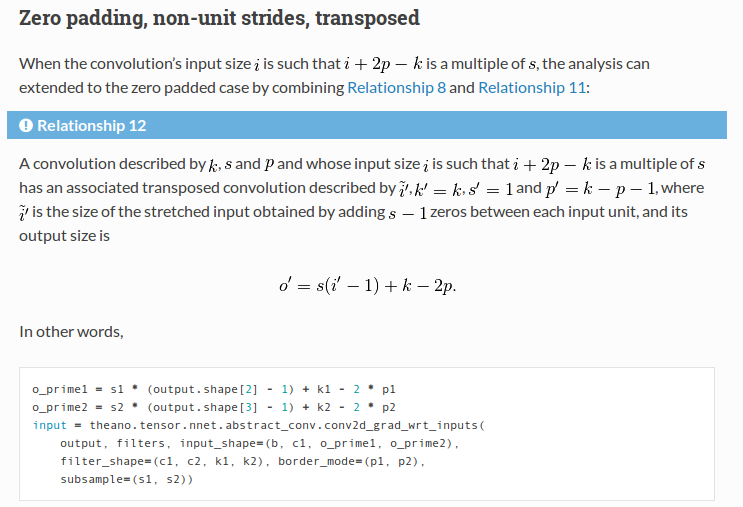 Zero padding, non-unit strides, transposed
When the convolution's input size i is such that i + 2p − k is a multiple of s, the analysis can
extended to the zero padded case by combining Relationship 8 and Relationship 11:
Relationship 12
A convolution described by k, s and p and whose input size i is such that i + 2p − k is a multiple of s
has an associated transposed convolution described by ĩ′, k′ = k, s′ = 1 and p′ = k − p − 1, where
ĩ′ is the size of the stretched input obtained by adding s − 1 zeros between each input unit, and its
output size is
o′ = s(i′ − 1) + k − 2p.
In other words,
o_prime1 = s1 * (output.shape[2] - 1) + k1 - 2 * p1
o_prime2 = s2 * (output.shape[3] - 1) + k2 - 2 * p2
input = theano.tensor.nnet.abstract_conv.conv2d_grad_wrt_inputs(
    output, filters, input_shape=(b, c1, o_prime1, o_prime2),
    filter_shape=(c1, c2, k1, k2), border_mode=(p1, p2),
    subsample=(s1, s2))